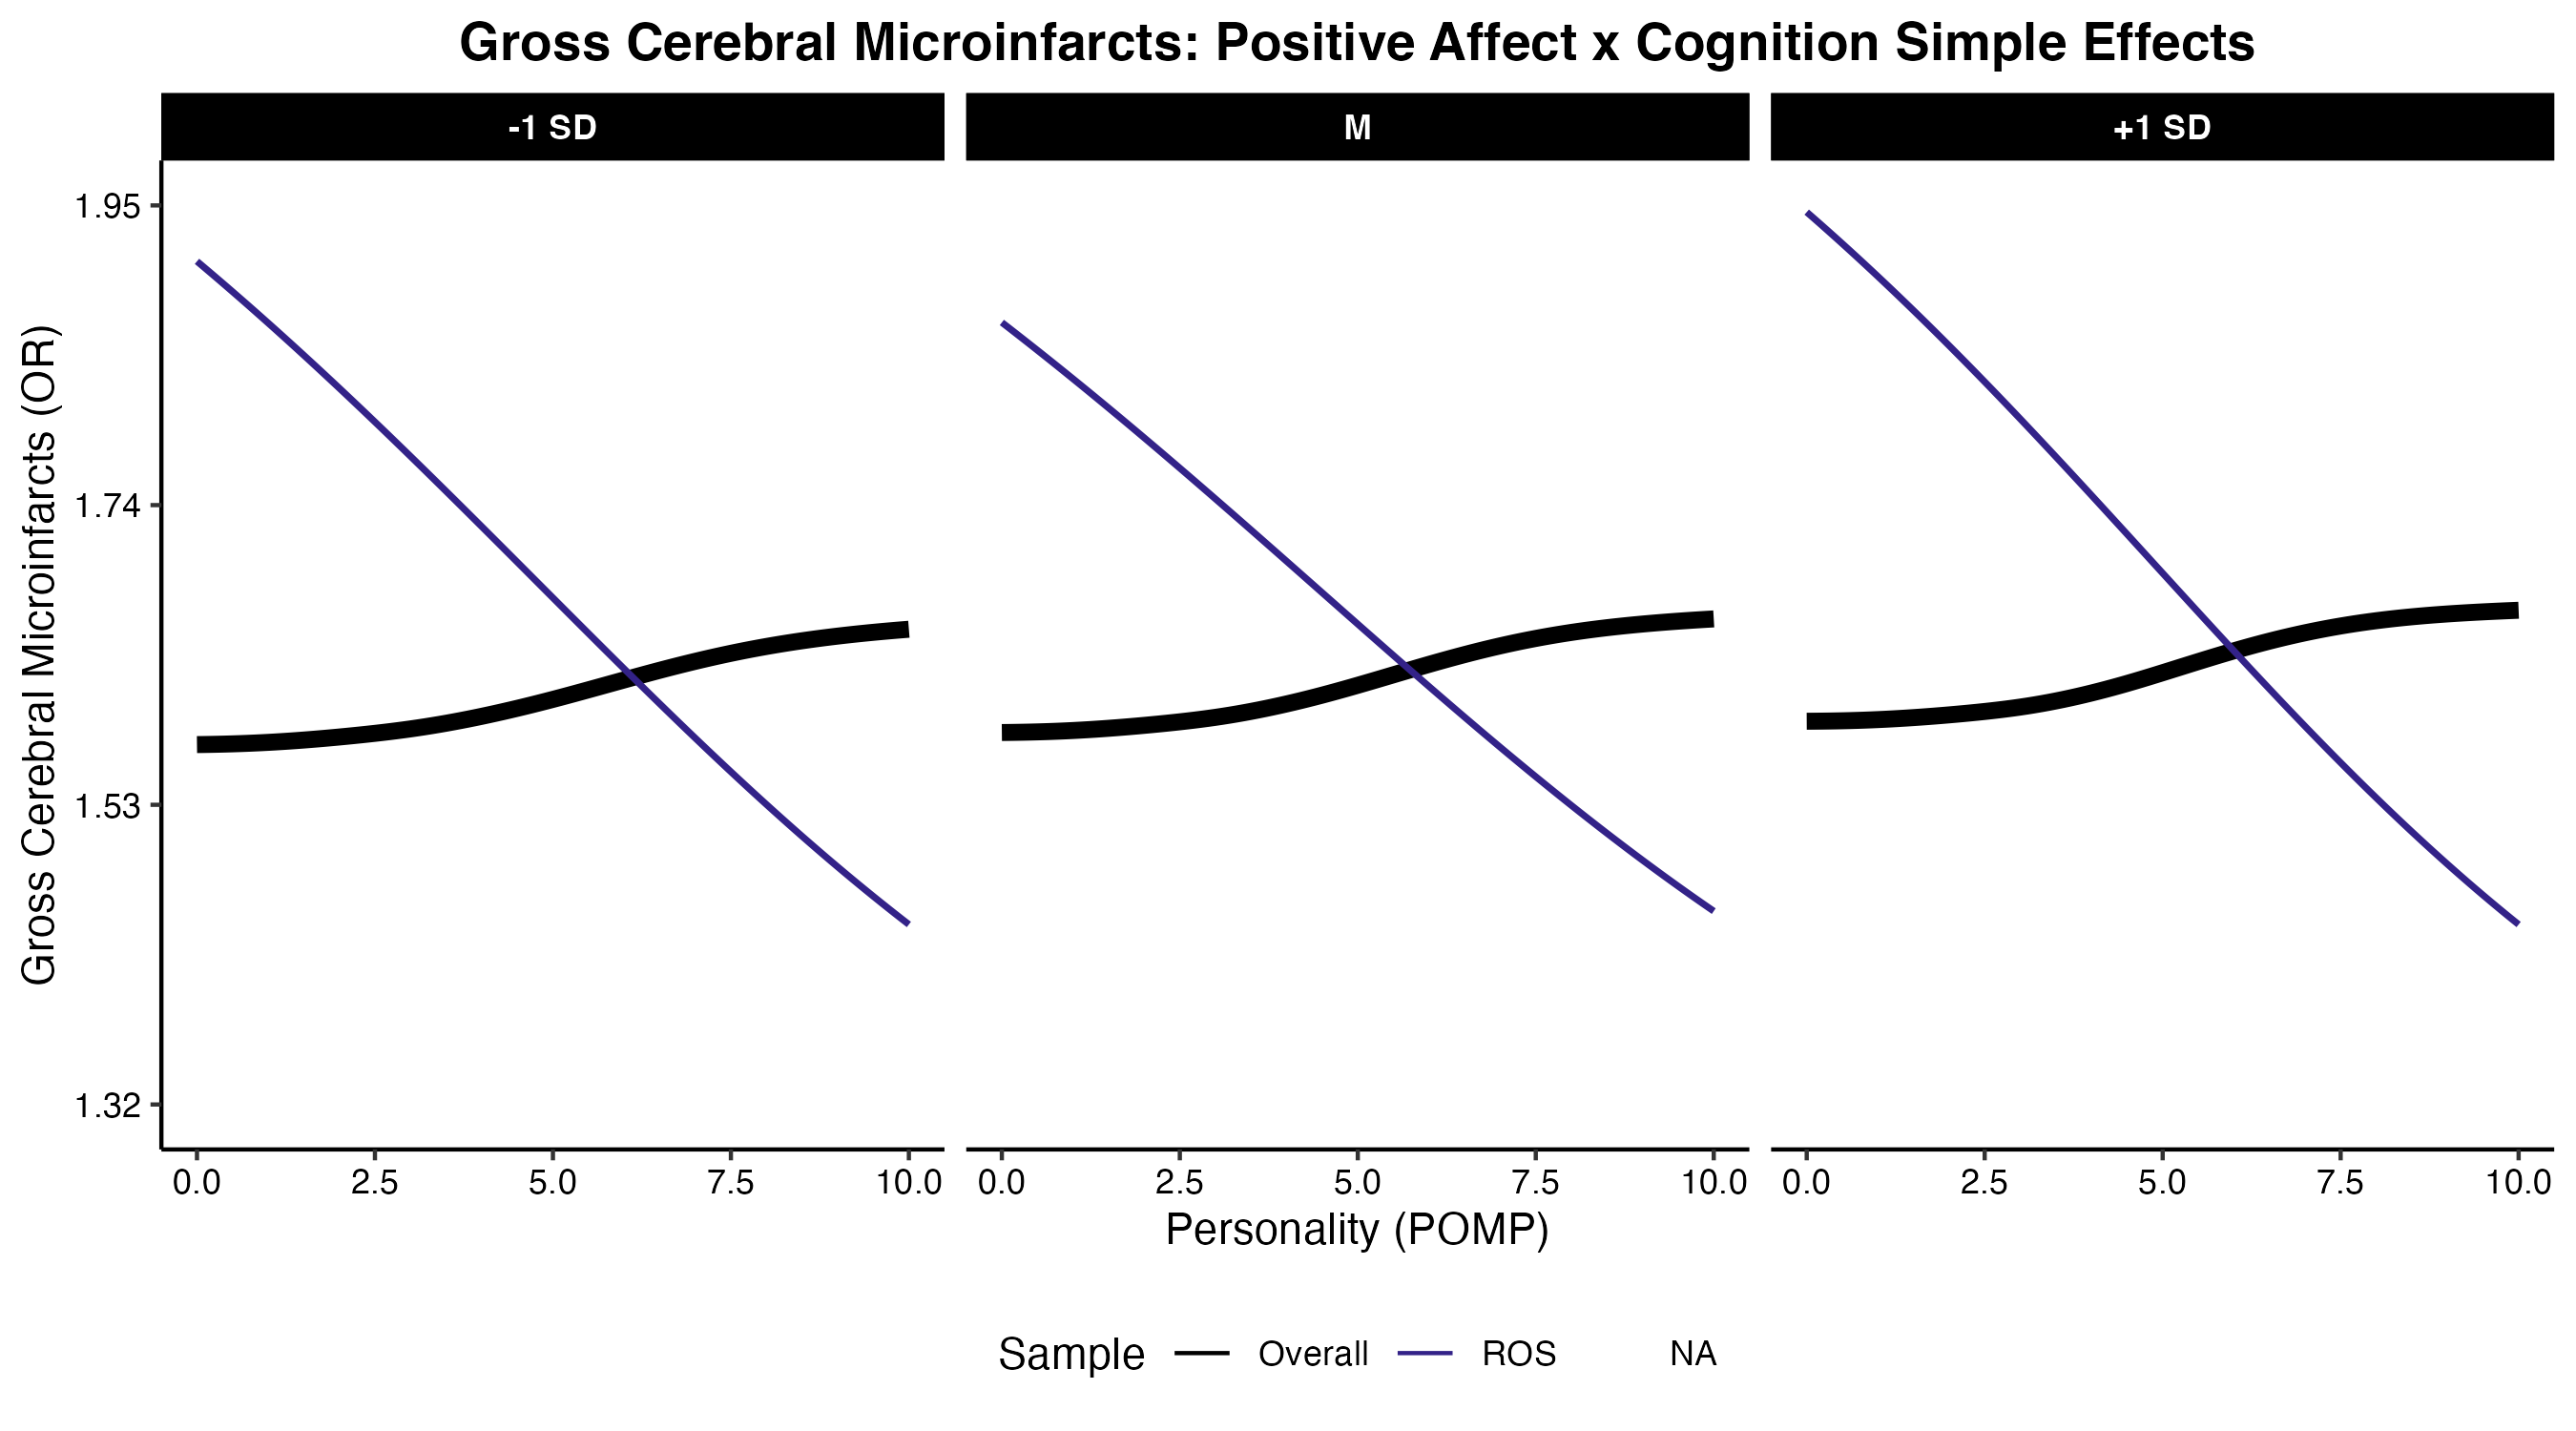 Gross Cerebral Microinfarcts: Positive Affect x Cognition Simple Effects
-1 SD
M
+1 SD
Gross Cerebral Microinfarcts (OR)
1.95
1.74
1.53
1.32
0.0 2.5 5.0 7.5 10.0
0.0 2.5 5.0 7.5 10.0
0.0 2.5 5.0 7.5 10.0
Personality (POMP)
Sample Overall ROS NA